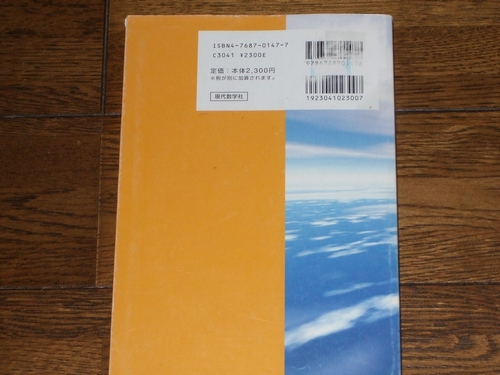 ISBN4-7687-0147-7
C3041 ¥2300E
定価：本体2,300円
※税が別に加算されます。
現代数学社
1923041023007